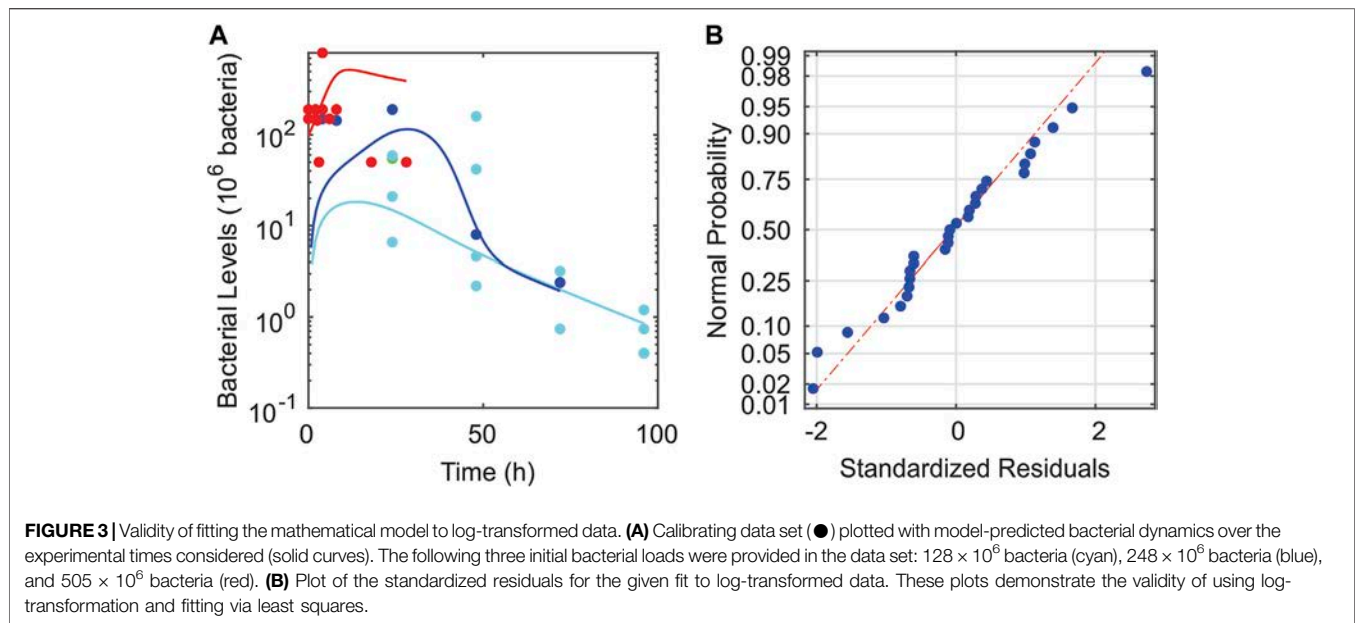 A
B
Bacterial Levels (10^6 bacteria)
10^2
10^1
10^0
10^-1
0
50
100
Time (h)
Normal Probability
0.99
0.98
0.95
0.90
0.75
0.50
0.25
0.10
0.05
0.02
0.01
-2
0
2
Standardized Residuals
FIGURE 3 | Validity of fitting the mathematical model to log-transformed data. (A) Calibrating data set (●) plotted with model-predicted bacterial dynamics over the
experimental times considered (solid curves). The following three initial bacterial loads were provided in the data set: 128 × 10^6 bacteria (cyan), 248 × 10^6 bacteria (blue),
and 505 × 10^6 bacteria (red). (B) Plot of the standardized residuals for the given fit to log-transformed data. These plots demonstrate the validity of using log-
transformation and fitting via least squares.